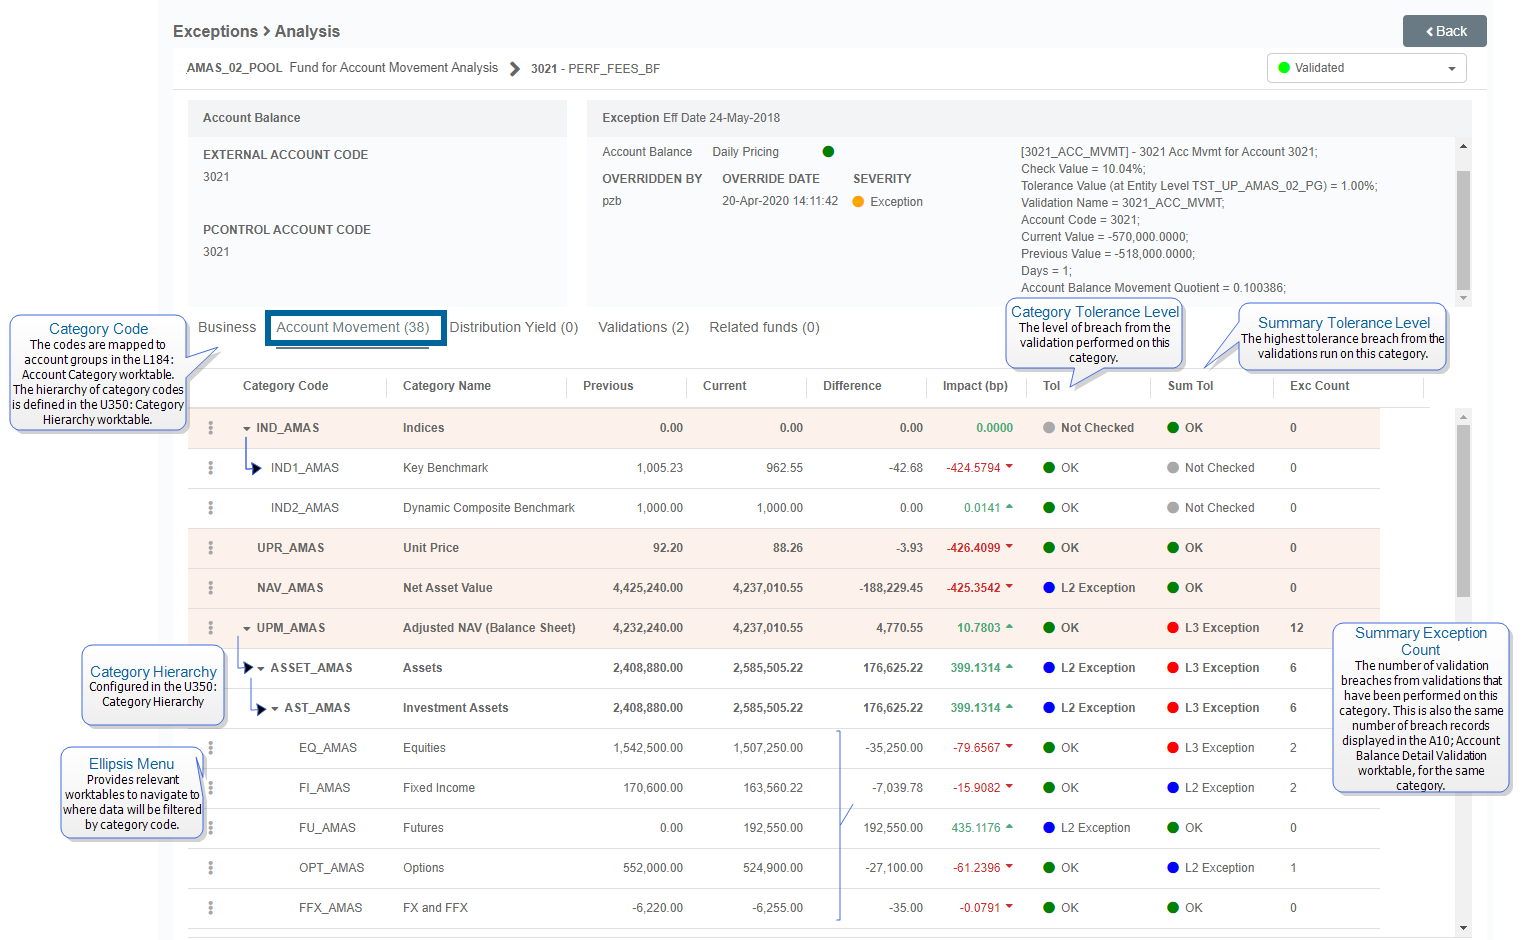 Exceptions > Analysis
Back
AMAS_02_POOL Fund for Account Movement Analysis > 3021 - PERF_FEES_BF
Validated
Account Balance
EXTERNAL ACCOUNT CODE
3021
PCONTROL ACCOUNT CODE
3021
Exception Eff Date 24-May-2018
Account Balance Daily Pricing
OVERRIDDEN BY OVERRIDE DATE SEVERITY
pzb 20-Apr-2020 14:11:42 Exception
[3021_ACC_MVMT] - 3021 Acc Mvmt for Account 3021;
Check Value = 10.04%;
Tolerance Value (at Entity Level TST_UP_AMAS_02_PG) = 1.00%;
Validation Name = 3021_ACC_MVMT;
Account Code = 3021;
Current Value = -570,000.0000;
Previous Value = -518,000.0000;
Days = 1;
Account Balance Movement Quotient = 0.100386;
Business Account Movement (38) Distribution Yield (0) Validations (2) Related funds (0)
Category Code
The codes are mapped to
account groups in the L184:
Account Category worktable.
The hierarchy of category codes
is defined in the U350: Category
Hierarchy worktable.
Category Tolerance Level
The level of breach from the
validation performed on this
category.
Summary Tolerance Level
The highest tolerance breach from the
validations run on this category.
Category Code Category Name Previous Current Difference Impact (bp) Tol Sum Tol Exc Count
IND_AMAS Indices 0.00 0.00 0.00 0.0000 Not Checked OK 0
IND1_AMAS Key Benchmark 1,005.23 962.55 -42.68 -424.5794 OK Not Checked 0
IND2_AMAS Dynamic Composite Benchmark 1,000.00 1,000.00 0.00 0.0141 OK Not Checked 0
UPR_AMAS Unit Price 92.20 88.26 -3.93 -426.4099 OK OK 0
NAV_AMAS Net Asset Value 4,425,240.00 4,237,010.55 -188,229.45 -425.3542 L2 Exception OK 0
UPM_AMAS Adjusted NAV (Balance Sheet) 4,232,240.00 4,237,010.55 4,770.55 10.7803 OK L3 Exception 12
ASSET_AMAS Assets 2,408,880.00 2,585,505.22 176,625.22 399.1314 L2 Exception L3 Exception 6
AST_AMAS Investment Assets 2,408,880.00 2,585,505.22 176,625.22 399.1314 L2 Exception L3 Exception 6
EQ_AMAS Equities 1,542,500.00 1,507,250.00 -35,250.00 -79.6567 OK L3 Exception 2
FI_AMAS Fixed Income 170,600.00 163,560.22 -7,039.78 -15.9082 OK L2 Exception 2
FU_AMAS Futures 0.00 192,550.00 192,550.00 435.1176 L2 Exception OK 0
OPT_AMAS Options 552,000.00 524,900.00 -27,100.00 -61.2396 OK L2 Exception 1
FFX_AMAS FX and FFX -6,220.00 -6,255.00 -35.00 -0.0791 OK OK 0
Category Hierarchy
Configured in the U350:
Category Hierarchy
Ellipsis Menu
Provides relevant
worktables to navigate to
where data will be filtered
by category code.
Summary Exception
Count
The number of validation
breaches from validations that
have been performed on this
category. This is also the same
number of breach records
displayed in the A10; Account
Balance Detail Validation
worktable, for the same
category.